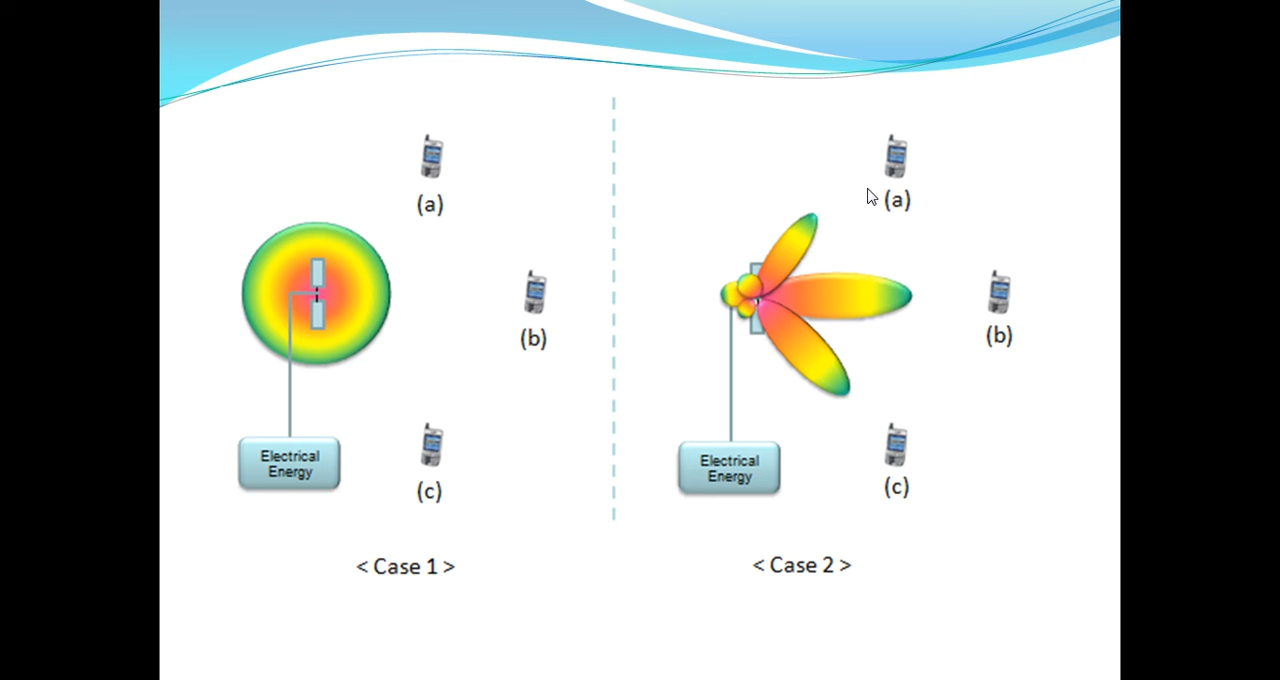 (a)
(b)
Electrical
Energy
(c)
< Case 1 >
(a)
(b)
Electrical
Energy
(c)
< Case 2 >